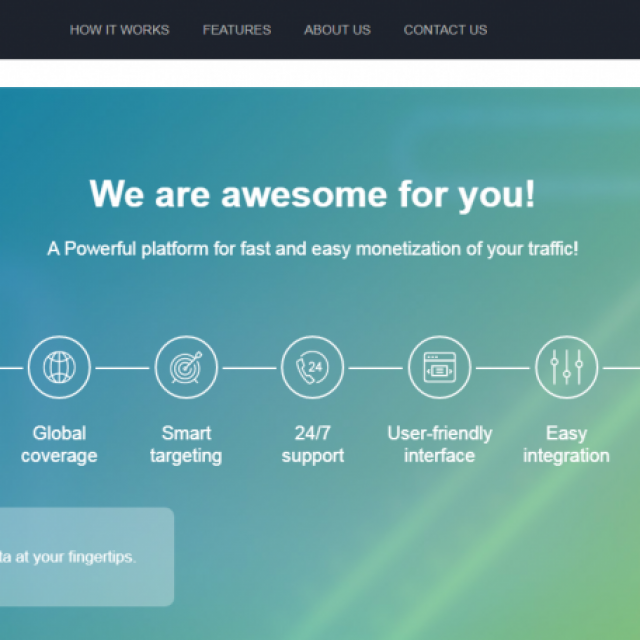 HOW IT WORKS FEATURES ABOUT US CONTACT US
We are awesome for you!
A Powerful platform for fast and easy monetization of your traffic!
24
Global coverage
Smart targeting
24/7 support
User-friendly interface
Easy integration
at your fingertips.